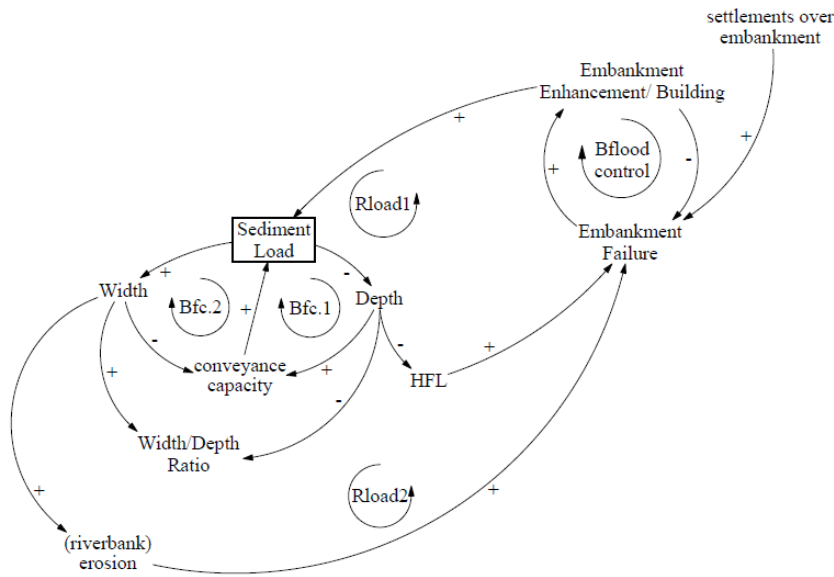 settlements over
embankment
Embankment
Enhancement/ Building
+
+
Bflood
control
-
+
Rload1
Sediment
Load
Embankment
Failure
+
-
Width
Bfc.2
+
Bfc.1
Depth
-
-
+
conveyance
capacity
+
+
HFL
-
Width/Depth
Ratio
+
Rload2
+
(riverbank)
erosion